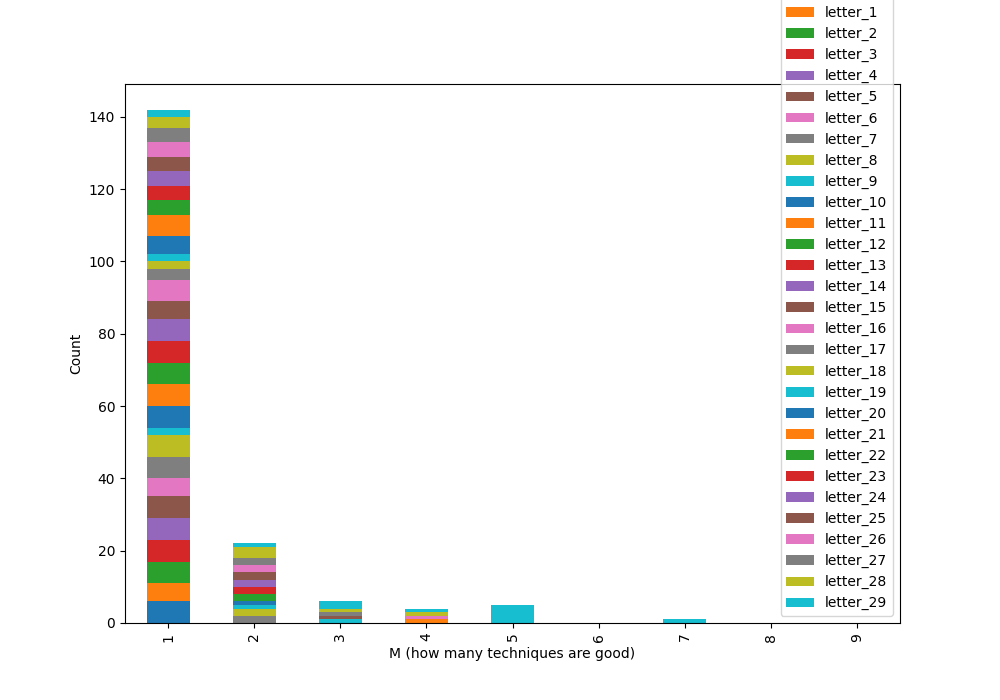 letter_1
letter_2
letter_3
letter_4
letter_5
letter_6
letter_7
letter_8
letter_9
letter_10
letter_11
letter_12
letter_13
letter_14
letter_15
letter_16
letter_17
letter_18
letter_19
letter_20
letter_21
letter_22
letter_23
letter_24
letter_25
letter_26
letter_27
letter_28
letter_29
140
120
100
80
60
40
20
0
Count
1 2 3 4 5 6 7 8 9
M (how many techniques are good)